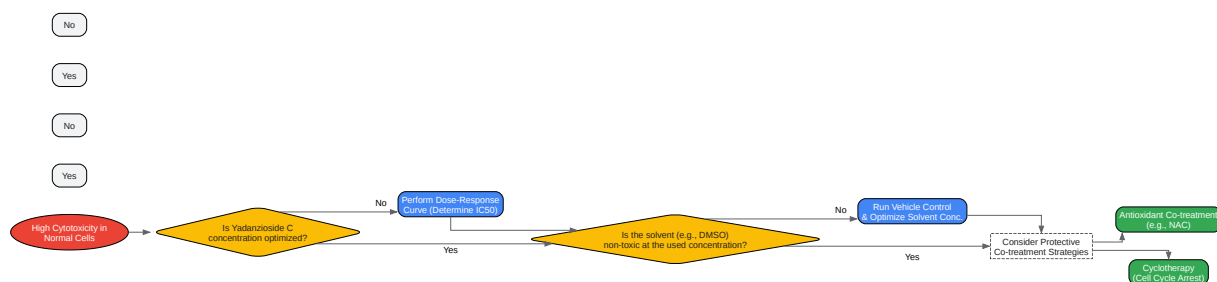 No
Yes
No
Yes
High Cytotoxicity in
Normal Cells
Is Yadanzioside C
concentration optimized?
No
Perform Dose-Response
Curve (Determine IC50)
Yes
Is the solvent (e.g., DMSO)
non-toxic at the used concentration?
No
Run Vehicle Control
& Optimize Solvent Conc.
Yes
Consider Protective
Co-treatment Strategies
Antioxidant Co-treatment
(e.g., NAC)
Cyclotherapy
(Cell Cycle Arrest)